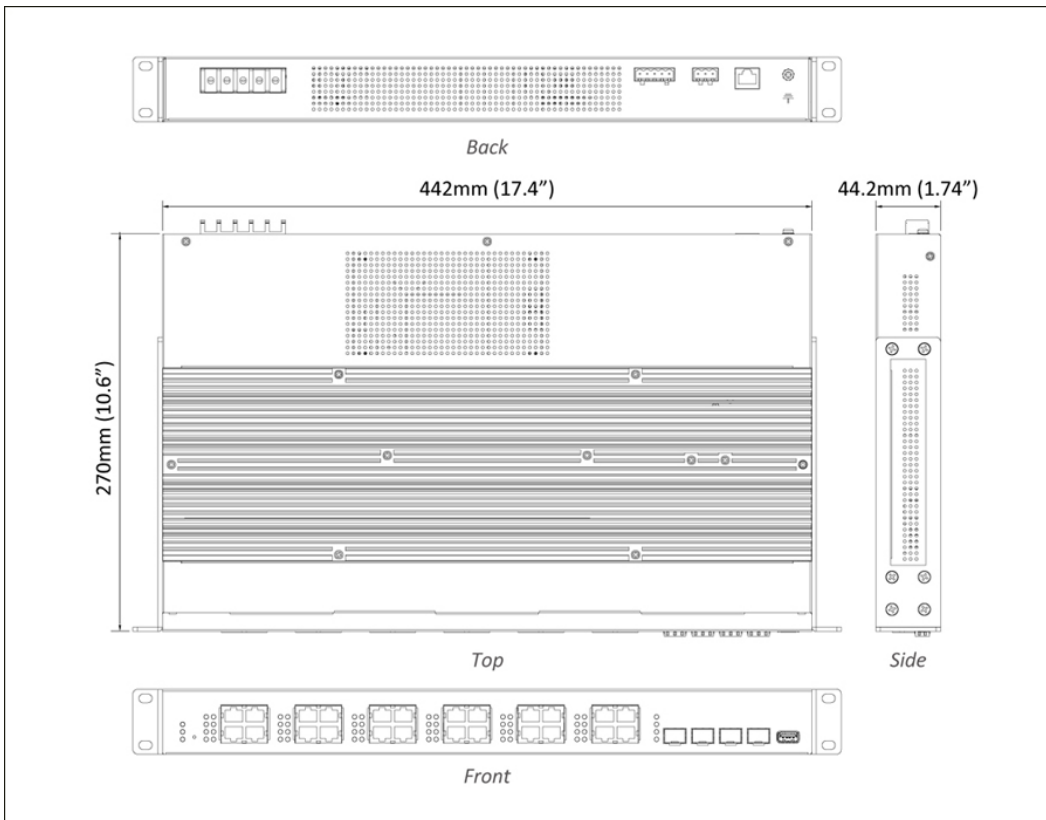 Back
442mm (17.4”)
44.2mm (1.74”)
270mm (10.6”)
Top
Side
Front